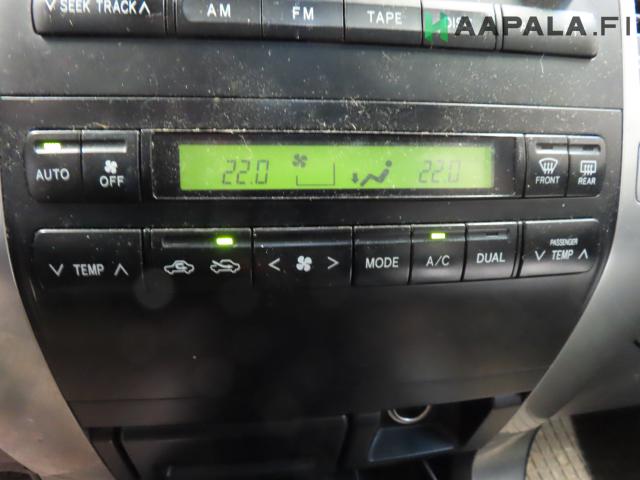 SEEK TRACK AM FM TAPE
HAAPALA.FI
AUTO OFF 22.0 22.0 FRONT REAR
TEMP MODE A/C DUAL PASSENGER TEMP